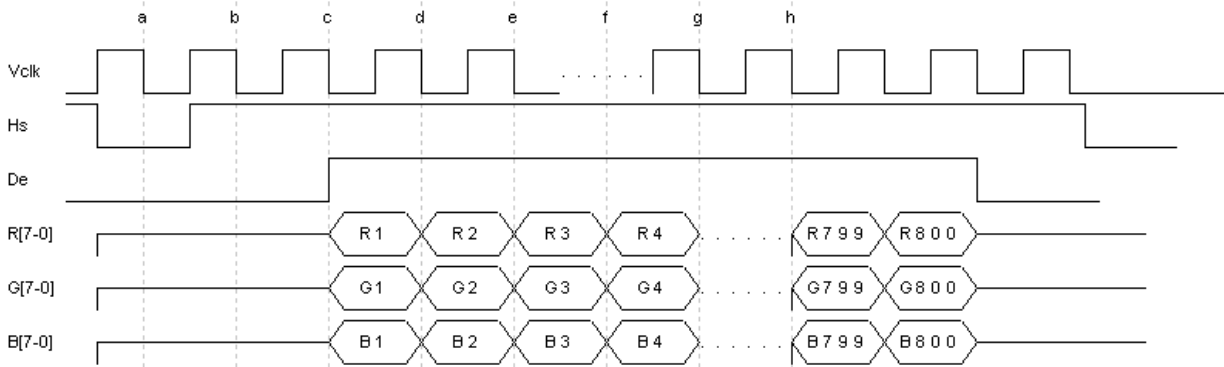 a b c d e f g h
Vclk
Hs
De
R[7-0] R1 R2 R3 R4 R799 R800
G[7-0] G1 G2 G3 G4 G799 G800
B[7-0] B1 B2 B3 B4 B799 B800